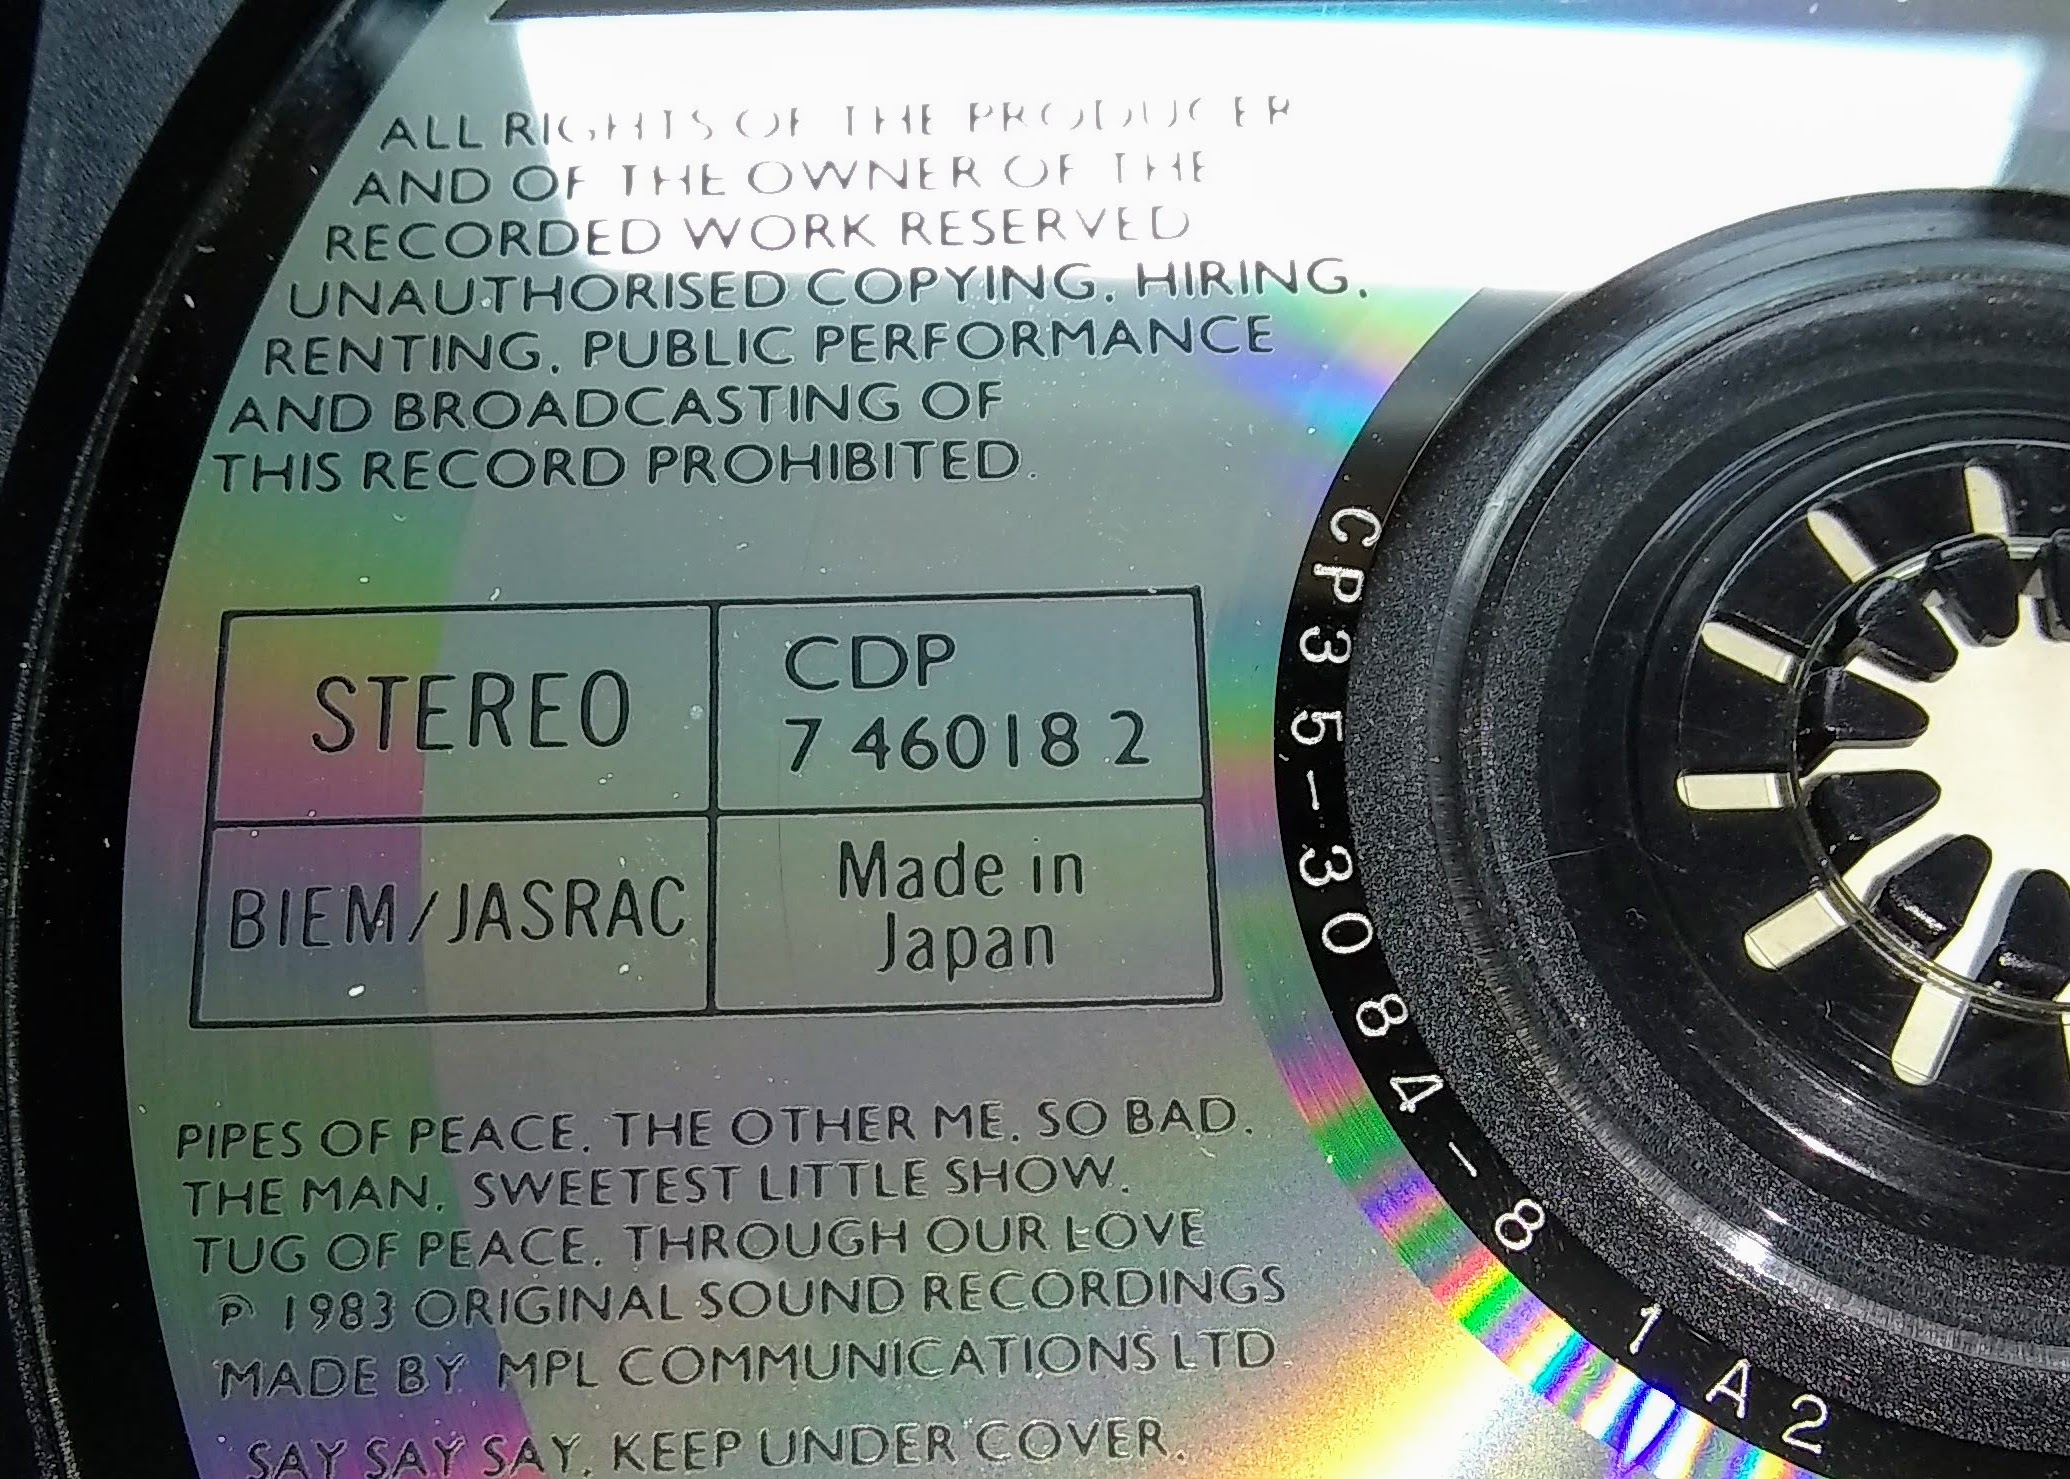 ALL RIGHTS OF THE PRODUCER
AND OF THE OWNER OF THE
RECORDED WORK RESERVED
UNAUTHORISED COPYING. HIRING.
RENTING. PUBLIC PERFORMANCE
AND BROADCASTING OF
THIS RECORD PROHIBITED.
STEREO
CDP
7 46018 2
BIEM/JASRAC
Made in
Japan
PIPES OF PEACE. THE OTHER ME. SO BAD.
THE MAN. SWEETEST LITTLE SHOW.
TUG OF PEACE. THROUGH OUR LOVE
℗ 1983 ORIGINAL SOUND RECORDINGS
MADE BY MPL COMMUNICATIONS LTD
SAY SAY SAY. KEEP UNDER COVER.
CP35-3084-8 1 A2